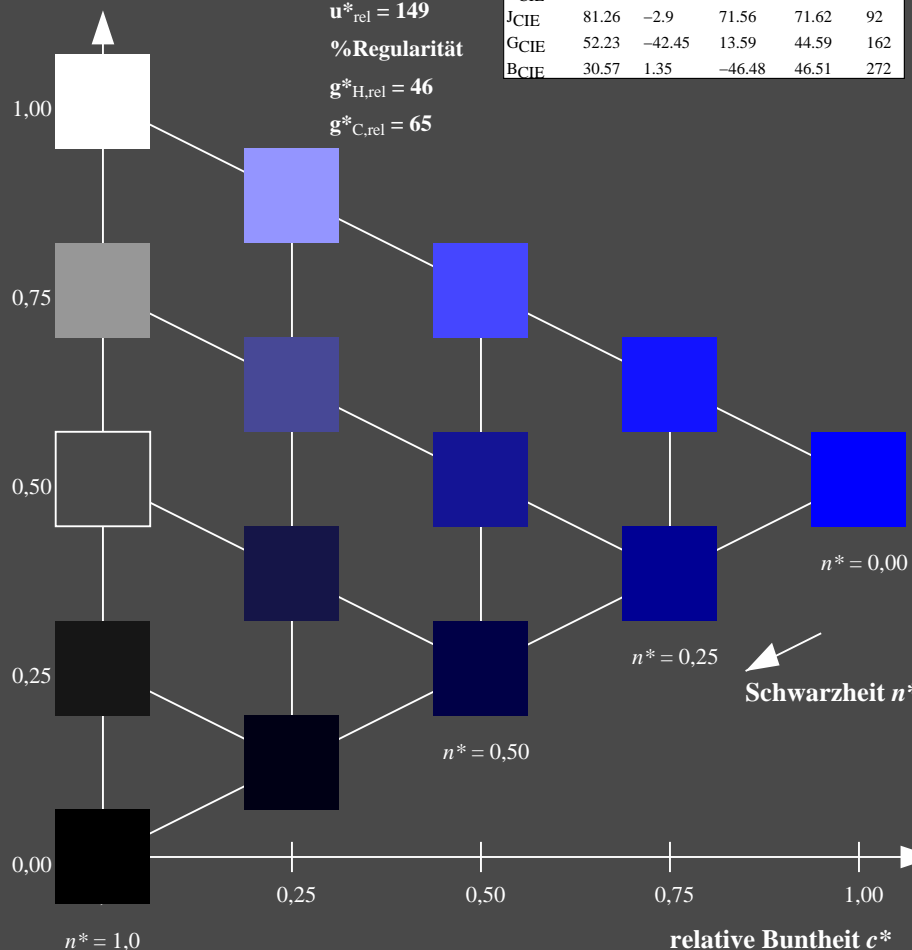 u*rel = 149
%Regularität
g*H,rel = 46
g*C,rel = 65
JCIE 81.26 −2.9 71.56 71.62 92
GCIE 52.23 −42.45 13.59 44.59 162
BCIE 30.57 1.35 −46.48 46.51 272
1,00
0,75
0,50
n* = 0,00
n* = 0,25
0,25
Schwarzheit n*
n* = 0,50
0,00
0,25 0,50 0,75 1,00
n* = 1,0
relative Buntheit c*